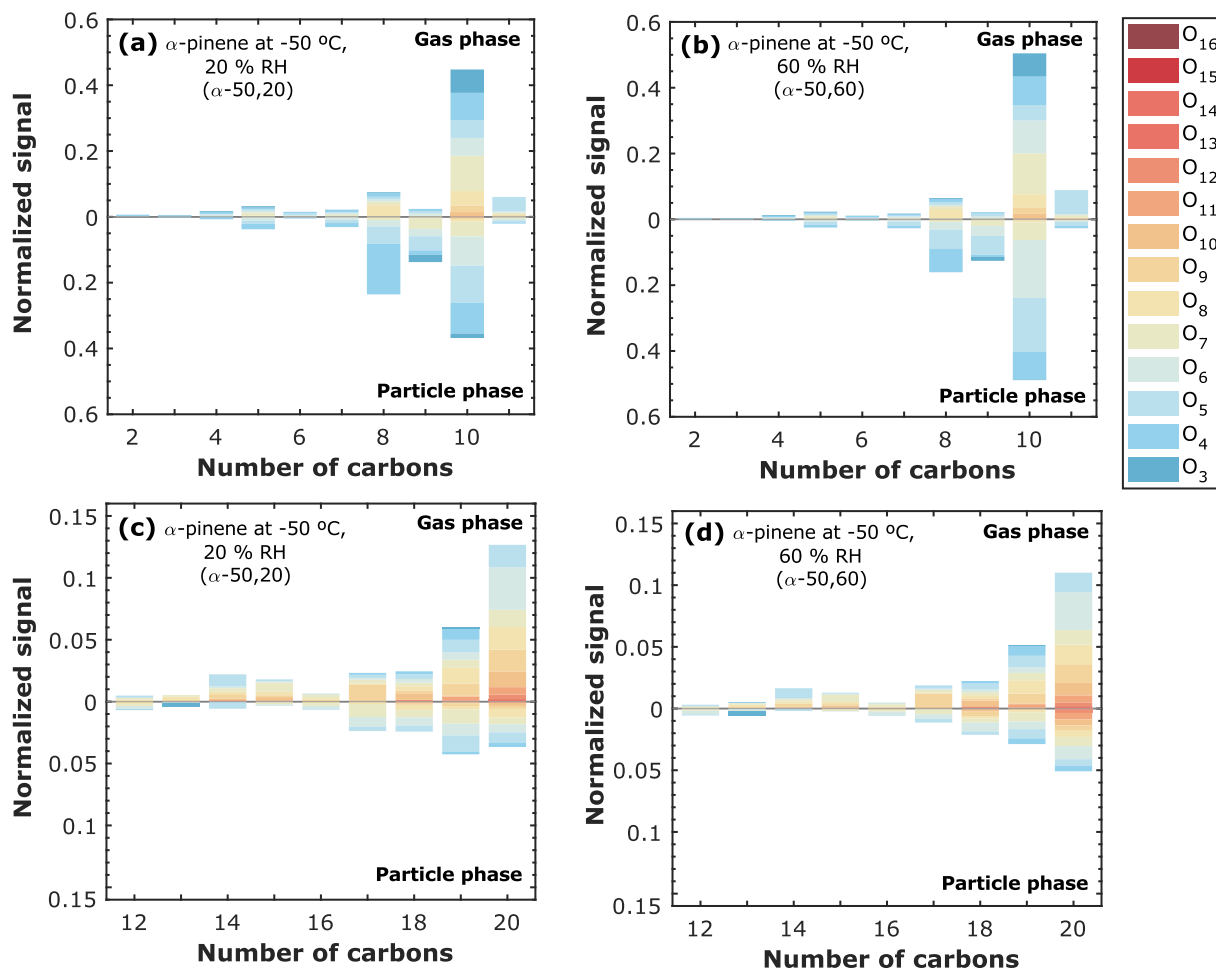 (a) α-pinene at -50 ºC,
20 % RH
(α-50,20)
Gas phase
Particle phase
0.6
0.4
0.2
0
0.2
0.4
0.6
Normalized signal
2 4 6 8 10
Number of carbons
(b) α-pinene at -50 ºC,
60 % RH
(α-50,60)
Gas phase
Particle phase
0.6
0.4
0.2
0
0.2
0.4
0.6
Normalized signal
2 4 6 8 10
Number of carbons
O16
O15
O14
O13
O12
O11
O10
O9
O8
O7
O6
O5
O4
O3
(c) α-pinene at -50 ºC,
20 % RH
(α-50,20)
Gas phase
Particle phase
0.15
0.1
0.05
0
0.05
0.1
0.15
Normalized signal
12 14 16 18 20
Number of carbons
(d) α-pinene at -50 ºC,
60 % RH
(α-50,60)
Gas phase
Particle phase
0.15
0.1
0.05
0
0.05
0.1
0.15
Normalized signal
12 14 16 18 20
Number of carbons